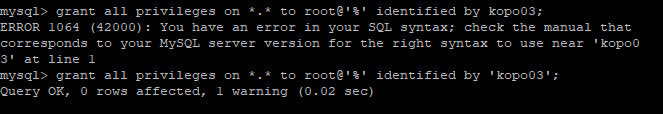 mysql> grant all privileges on *.* to root@'%' identified by kopo03;
ERROR 1064 (42000): You have an error in your SQL syntax; check the manual that
corresponds to your MySQL server version for the right syntax to use near 'kopo0
3' at line 1
mysql> grant all privileges on *.* to root@'%' identified by 'kopo03';
Query OK, 0 rows affected, 1 warning (0.02 sec)